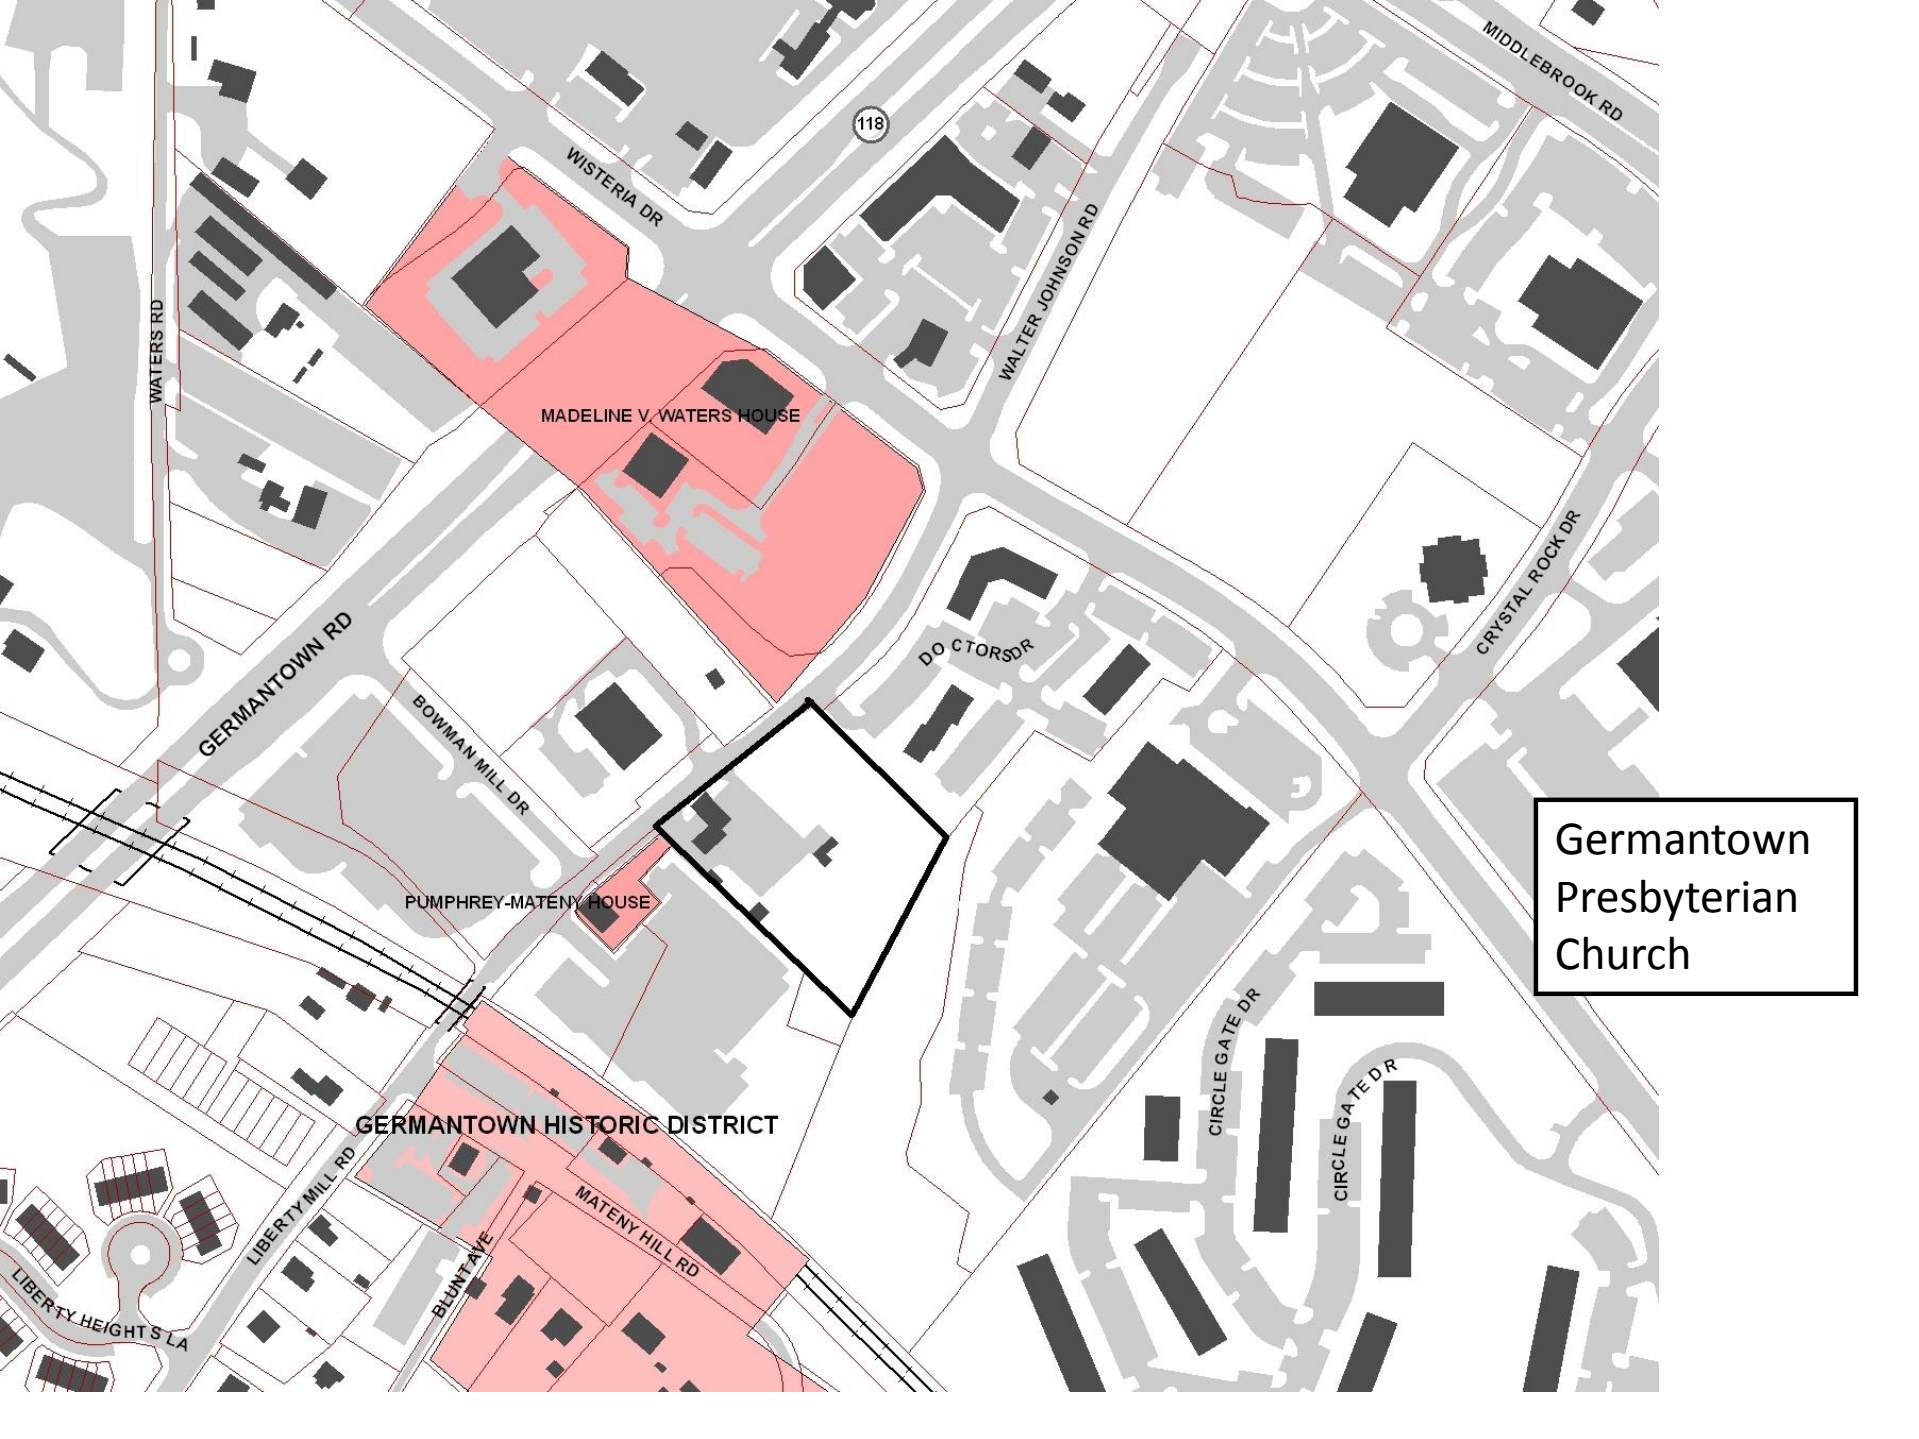 MIDDLEBROOK RD
118
WISTERIA DR
WALTER JOHNSON RD
WATERS RD
MADELINE V. WATERS HOUSE
CRYSTAL ROCK DR
GERMANTOWN RD
DOCTORS DR
BOWMAN MILL DR
Germantown
Presbyterian
Church
PUMPHREY-MATENY HOUSE
CIRCLE GATE DR
CIRCLE GATE DR
GERMANTOWN HISTORIC DISTRICT
LIBERTY MILL RD
MATENY HILL RD
BLUNT AVE
LIBERTY HEIGHTS LA